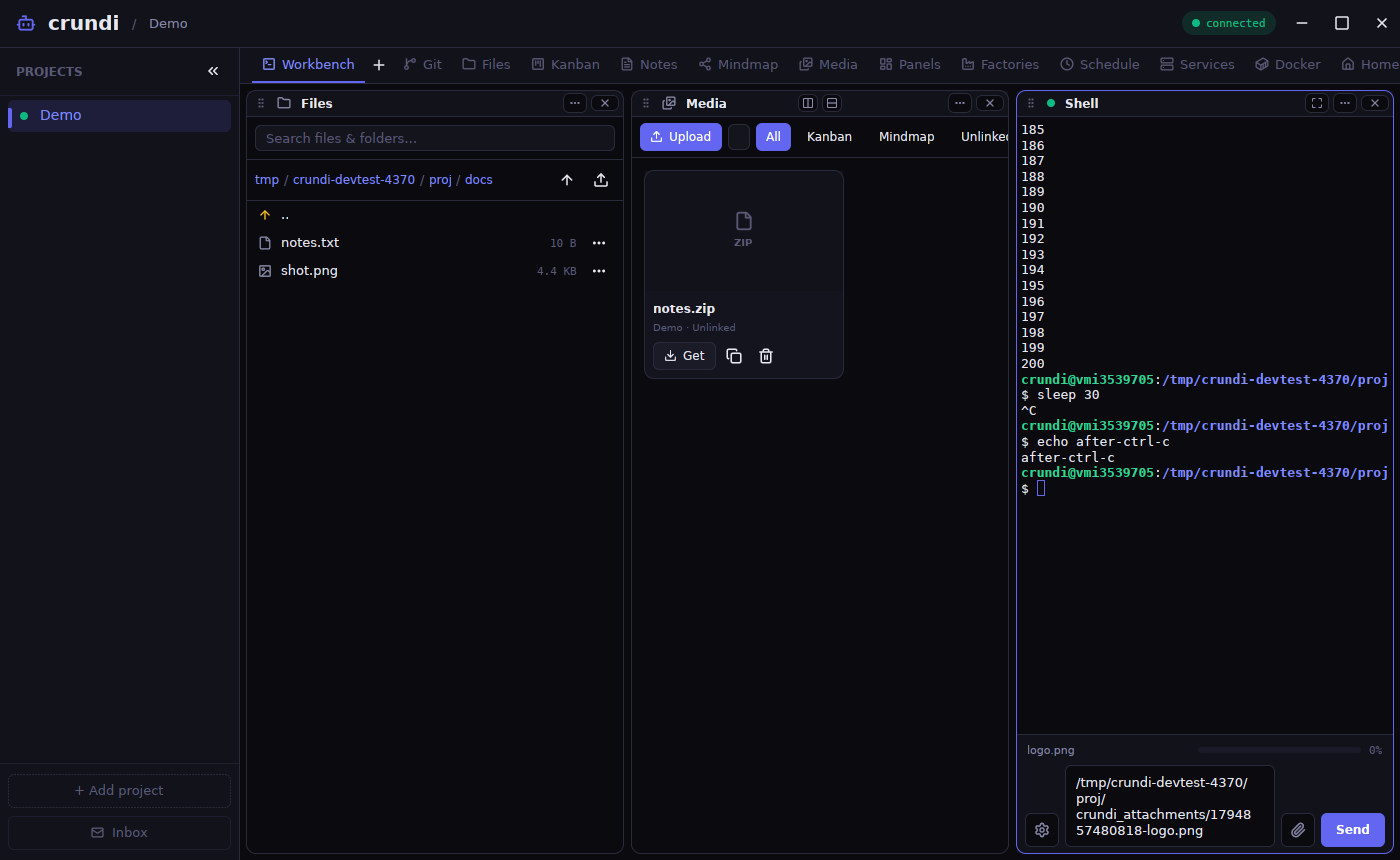 crundi / Demo
connected
PROJECTS
Demo
+ Add project
Inbox
Workbench
Git
Files
Kanban
Notes
Mindmap
Media
Panels
Factories
Schedule
Services
Docker
Home
Files
Search files & folders...
tmp / crundi-devtest-4370 / proj / docs
..
notes.txt 10 B
shot.png 4.4 KB
Media
Upload
All
Kanban
Mindmap
Unlinked
ZIP
notes.zip
Demo · Unlinked
Get
Shell
185
186
187
188
189
190
191
192
193
194
195
196
197
198
199
200
crundi@vmi3539705:/tmp/crundi-devtest-4370/proj
$ sleep 30
^C
crundi@vmi3539705:/tmp/crundi-devtest-4370/proj
$ echo after-ctrl-c
after-ctrl-c
crundi@vmi3539705:/tmp/crundi-devtest-4370/proj
$
logo.png 0%
/tmp/crundi-devtest-4370/
proj/
crundi_attachments/17948
57480818-logo.png
Send